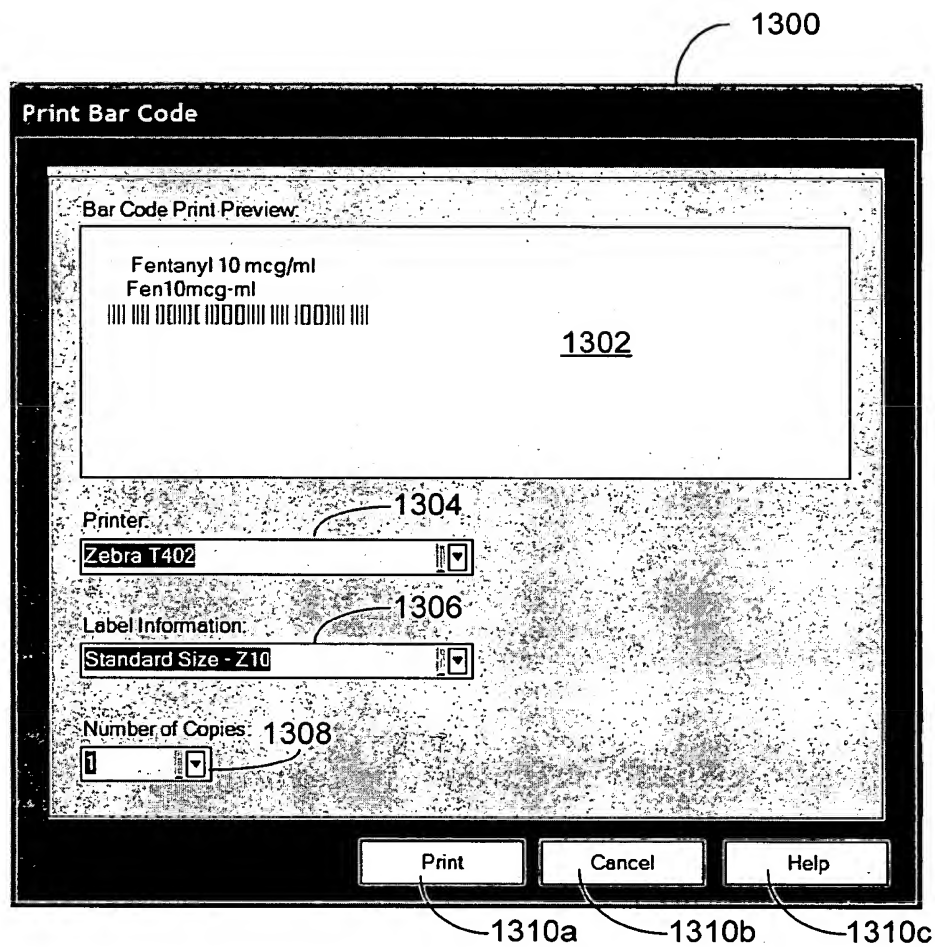 1300
Print Bar Code
Bar Code Print Preview:
Fentanyl 10 mcg/ml
Fen10mcg-ml
1302
1304
Printer:
Zebra T402
1306
Label Information:
Standard Size - Z10
Number of Copies:
1308
1
Print
Cancel
Help
1310a
1310b
1310c